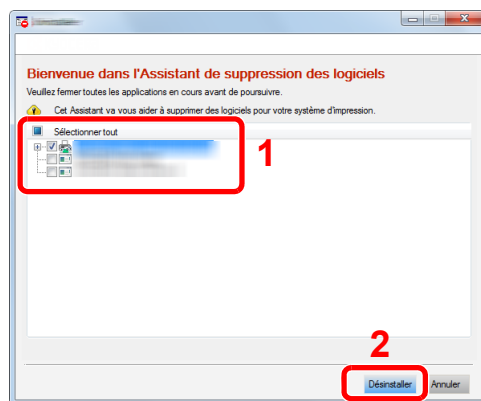 Bienvenue dans l'Assistant de suppression des logiciels
Veuillez fermer toutes les applications en cours avant de poursuivre.
Cet Assistant va vous aider à supprimer des logiciels pour votre système d'impression.
Sélectionner tout
1
2
Désinstaller
Annuler